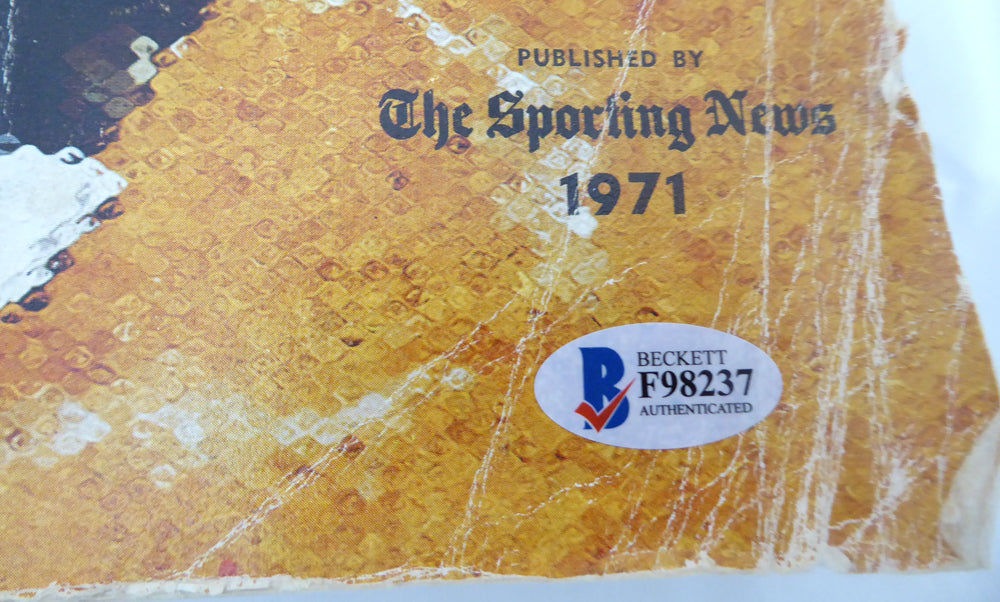 PUBLISHED BY
The Sporting News
1971
B
BECKETT
F98237
AUTHENTICATED